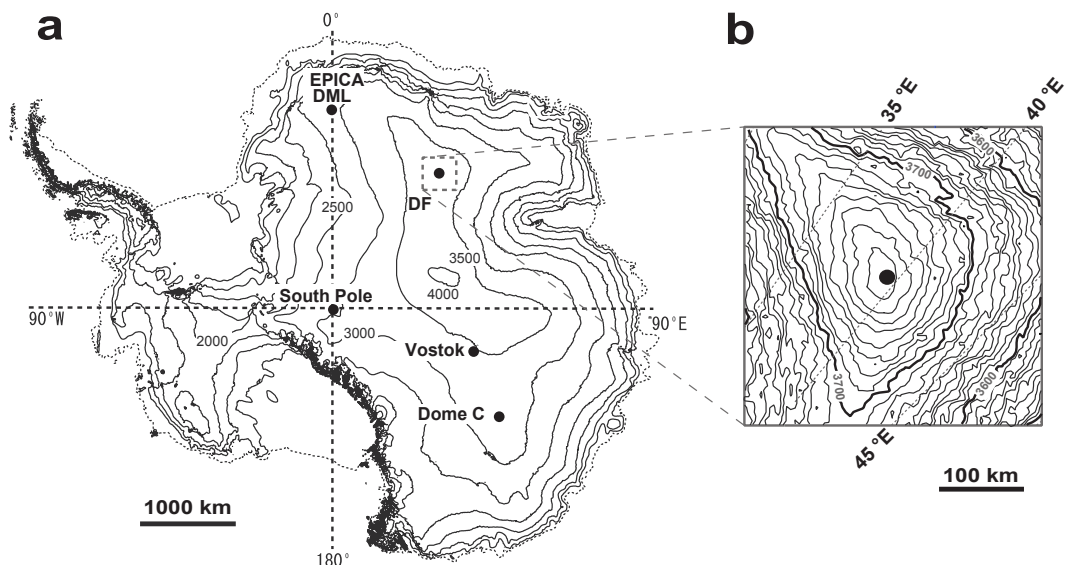 a
0°
EPICA
DML
DF
2500
3500
4000
South Pole
90°W
90°E
2000
3000
Vostok
Dome C
1000 km
180°
b
35 °E
40 °E
3600
3700
3700
3600
45 °E
100 km